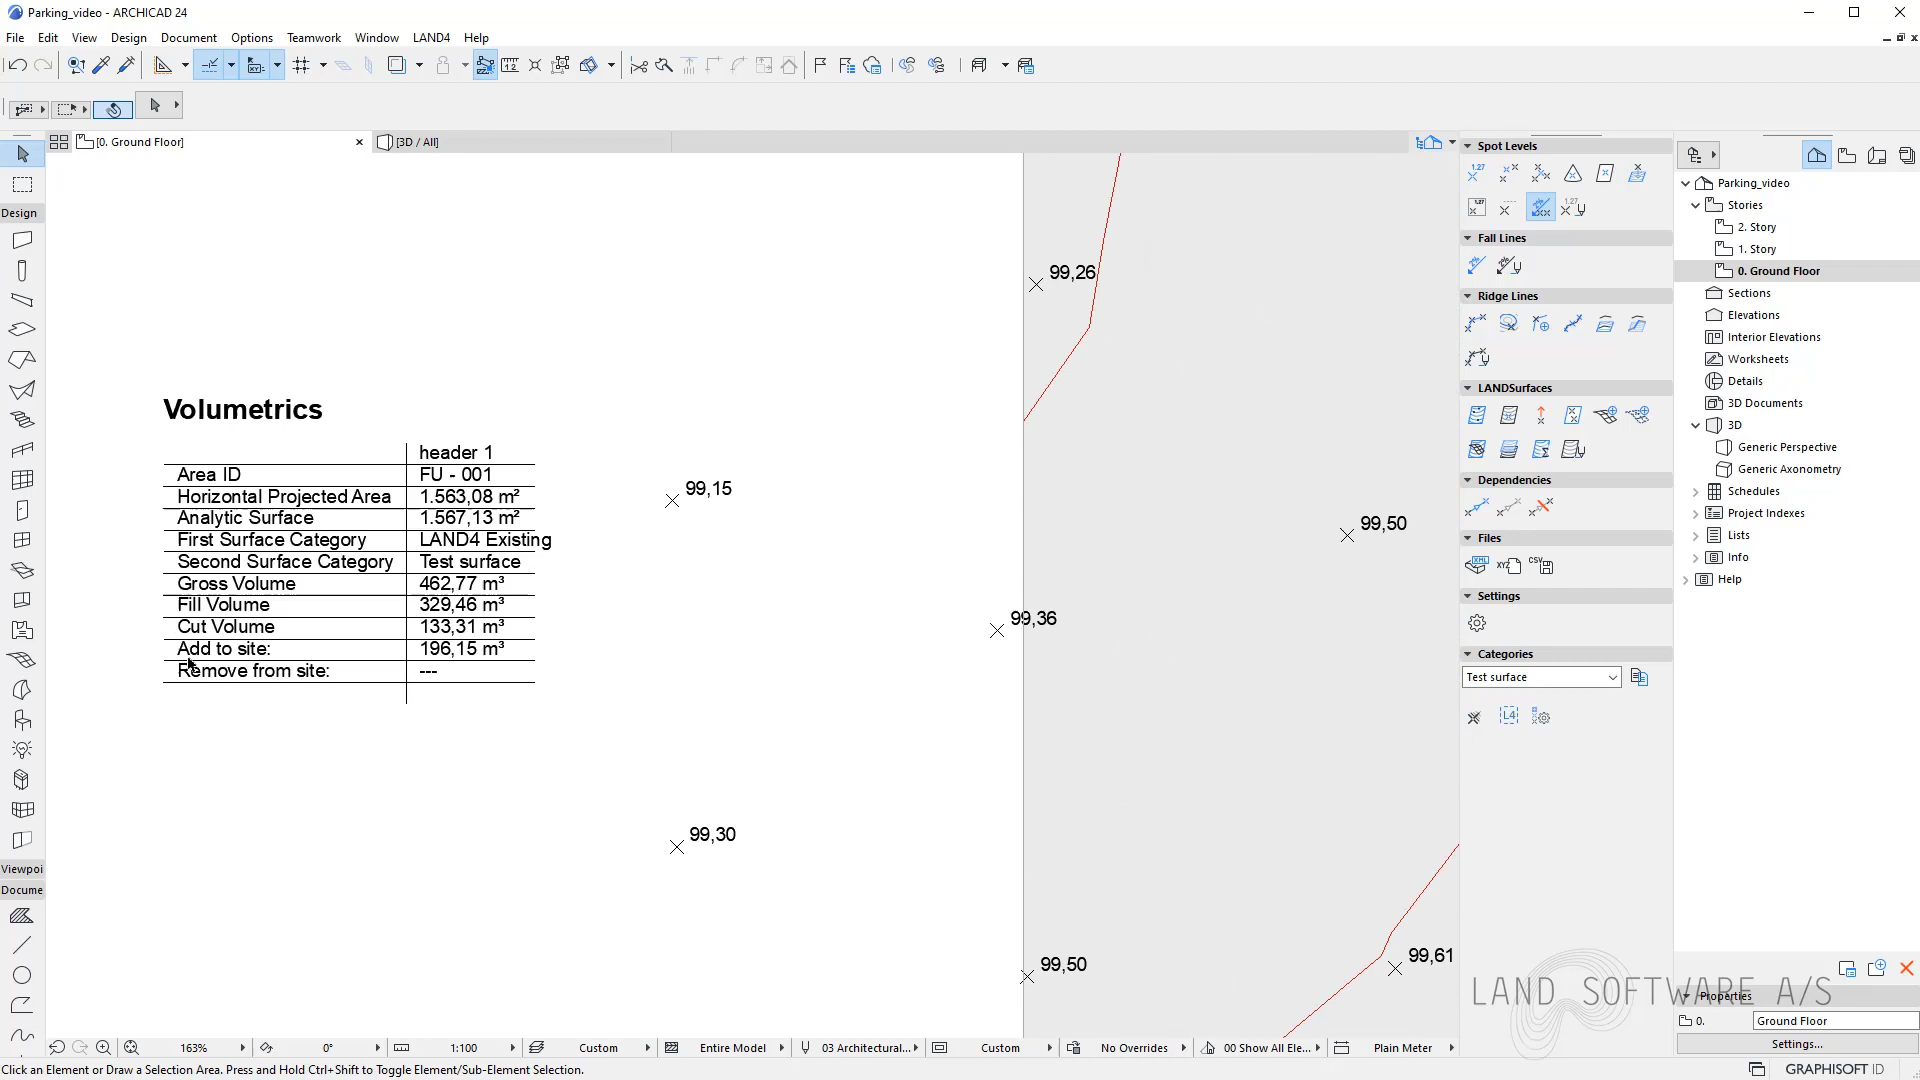 Parking_video - ARCHICAD 24
File Edit View Design Document Options Teamwork Window LAND4 Help
[0. Ground Floor]
[3D / All]
Design
Volumetrics
header 1
Area ID FU - 001
Horizontal Projected Area 1.563,08 m²
Analytic Surface 1.567,13 m²
First Surface Category LAND4 Existing
Second Surface Category Test surface
Gross Volume 462,77 m³
Fill Volume 329,46 m³
Cut Volume 133,31 m³
Add to site: 196,15 m³
Remove from site: ---
99,26
99,15
99,50
99,36
99,30
99,50
99,61
Viewpoi
Docume
Spot Levels
Fall Lines
Ridge Lines
LANDSurfaces
Dependencies
Files
Settings
Categories
Test surface
Parking_video
Stories
2. Story
1. Story
0. Ground Floor
Sections
Elevations
Interior Elevations
Worksheets
Details
3D Documents
3D
Generic Perspective
Generic Axonometry
Schedules
Project Indexes
Lists
Info
Help
LAND SOFTWARE A/S
Properties
0. Ground Floor
Settings...
163% 0° 1:100 Custom Entire Model 03 Architectural... Custom No Overrides 00 Show All Ele... Plain Meter
Click an Element or Draw a Selection Area. Press and Hold Ctrl+Shift to Toggle Element/Sub-Element Selection.
GRAPHISOFT ID